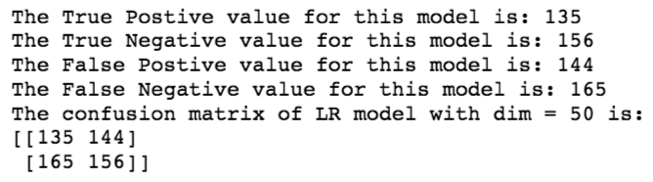 The True Postive value for this model is: 135
The True Negative value for this model is: 156
The False Postive value for this model is: 144
The False Negative value for this model is: 165
The confusion matrix of LR model with dim = 50 is:
[[135 144]
 [165 156]]